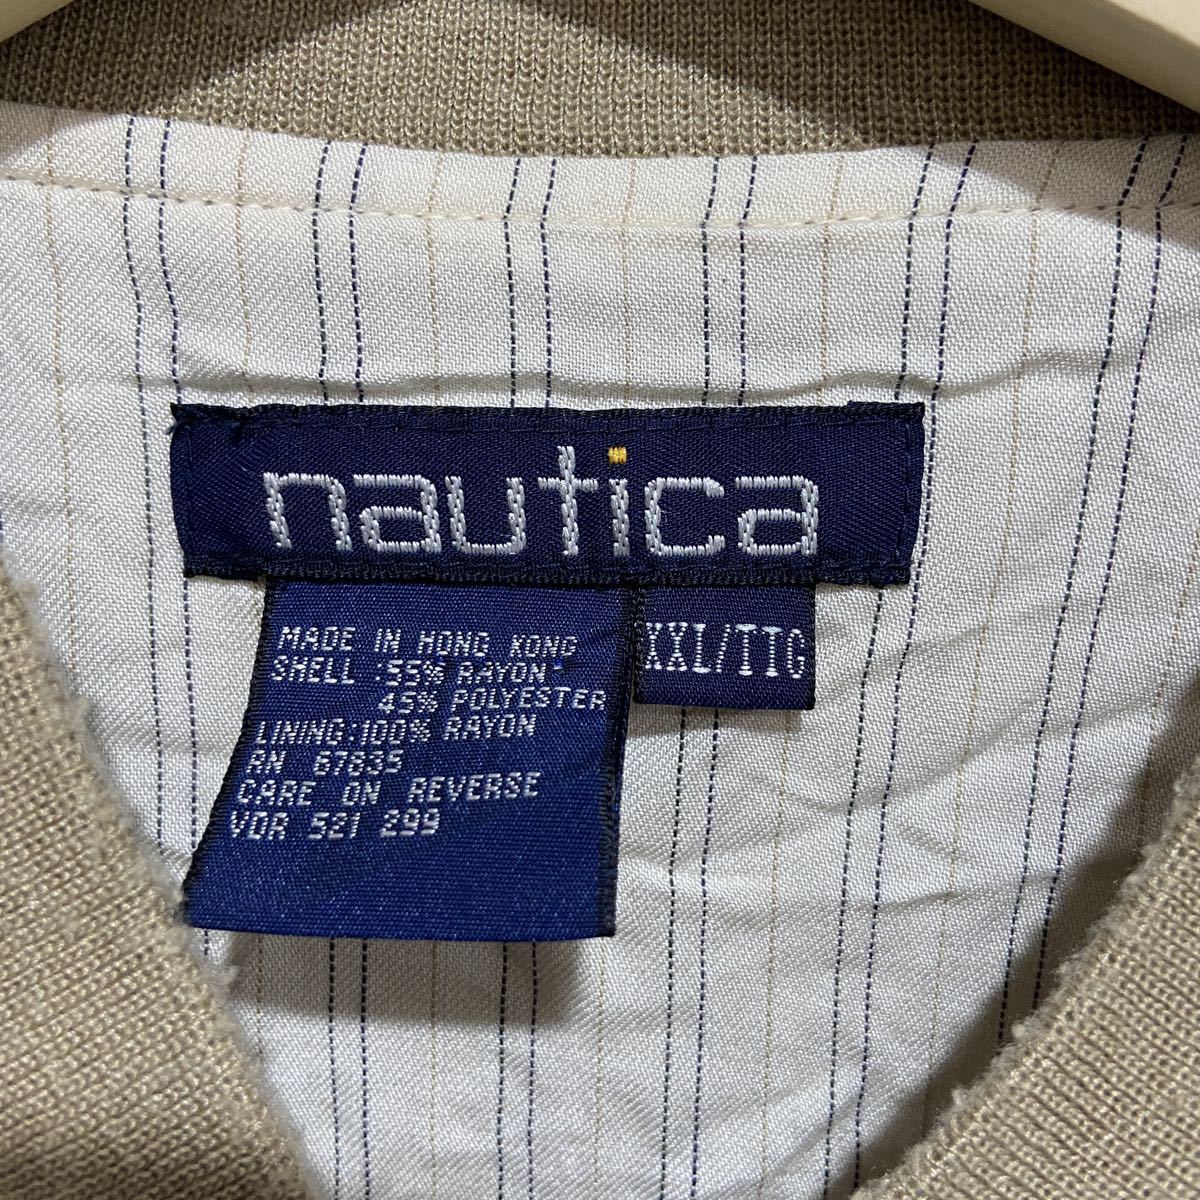 nautica
MADE IN HONG KONG
SHELL 55% RAYON
45% POLYESTER
LINING:100% RAYON
RN 67835
CARE ON REVERSE
VDR 521 299
XXL/TTG